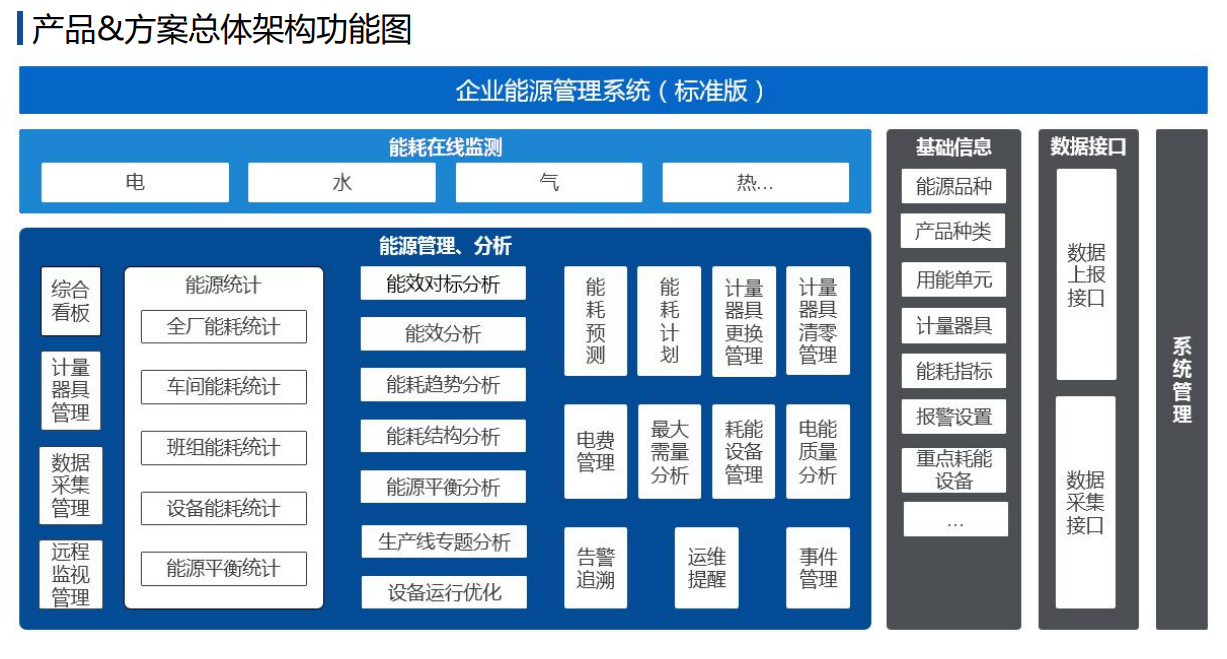 产品&方案总体架构功能图
企业能源管理系统（标准版）
能耗在线监测
电
水
气
热...
能源管理、分析
综合
看板
计量
器具
管理
数据
采集
管理
远程
监视
管理
能源统计
全厂能耗统计
车间能耗统计
班组能耗统计
设备能耗统计
能源平衡统计
能效对标分析
能效分析
能耗趋势分析
能耗结构分析
能源平衡分析
生产线专题分析
设备运行优化
能
耗
预
测
能
耗
计
划
计量
器具
更换
管理
计量
器具
清零
管理
电费
管理
最大
需量
分析
耗能
设备
管理
电能
质量
分析
告警
追溯
运维
提醒
事件
管理
基础信息
能源品种
产品种类
用能单元
计量器具
能耗指标
报警设置
重点耗能
设备
...
数据接口
数据
上报
接口
数据
采集
接口
系
统
管
理